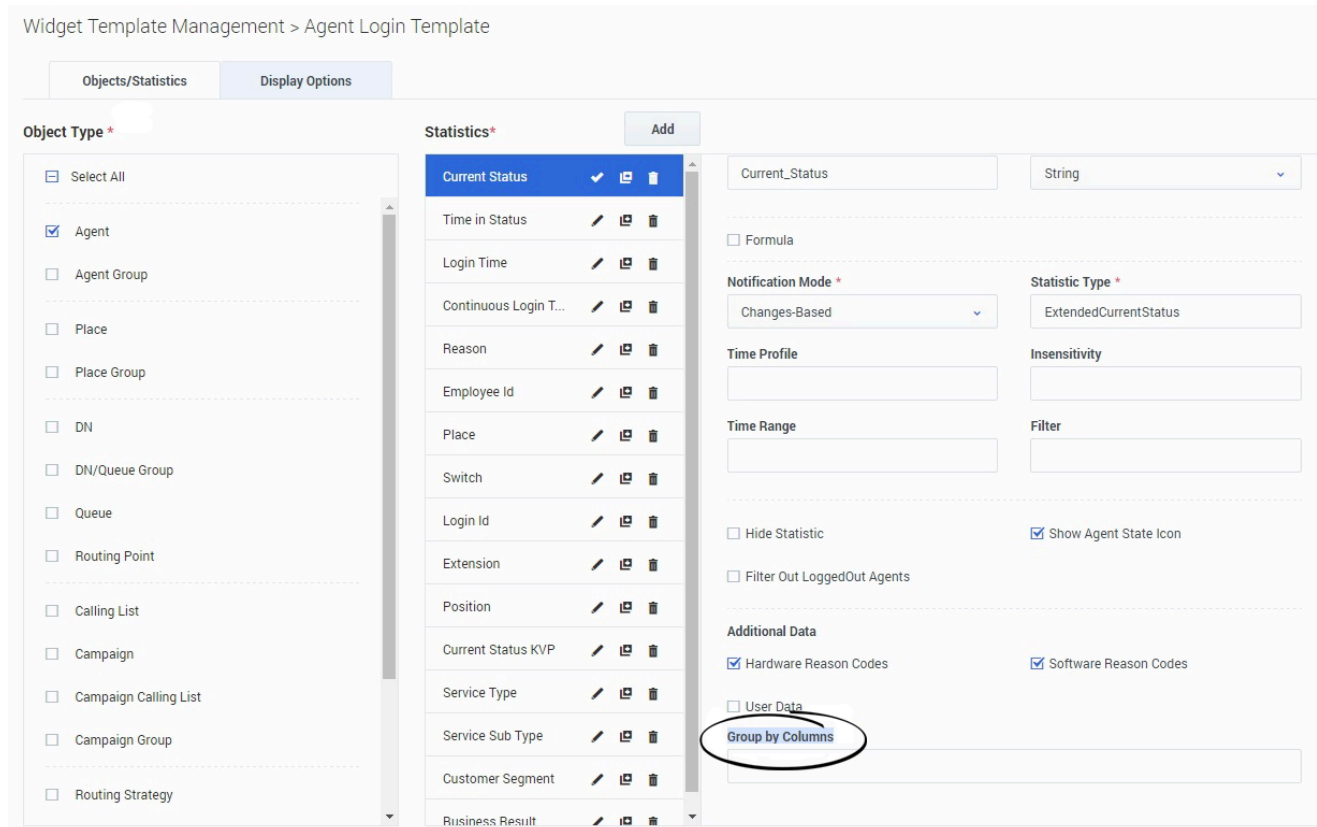 Widget Template Management > Agent Login Template
Objects/Statistics
Display Options
Object Type *
Select All
Agent
Agent Group
Place
Place Group
DN
DN/Queue Group
Queue
Routing Point
Calling List
Campaign
Campaign Calling List
Campaign Group
Routing Strategy
Statistics*
Add
Current Status
Time in Status
Login Time
Continuous Login T...
Reason
Employee Id
Place
Switch
Login Id
Extension
Position
Current Status KVP
Service Type
Service Sub Type
Customer Segment
Business Result
Current_Status
String
Formula
Notification Mode *
Statistic Type *
Changes-Based
ExtendedCurrentStatus
Time Profile
Insensitivity
Time Range
Filter
Hide Statistic
Show Agent State Icon
Filter Out LoggedOut Agents
Additional Data
Hardware Reason Codes
Software Reason Codes
User Data
Group by Columns